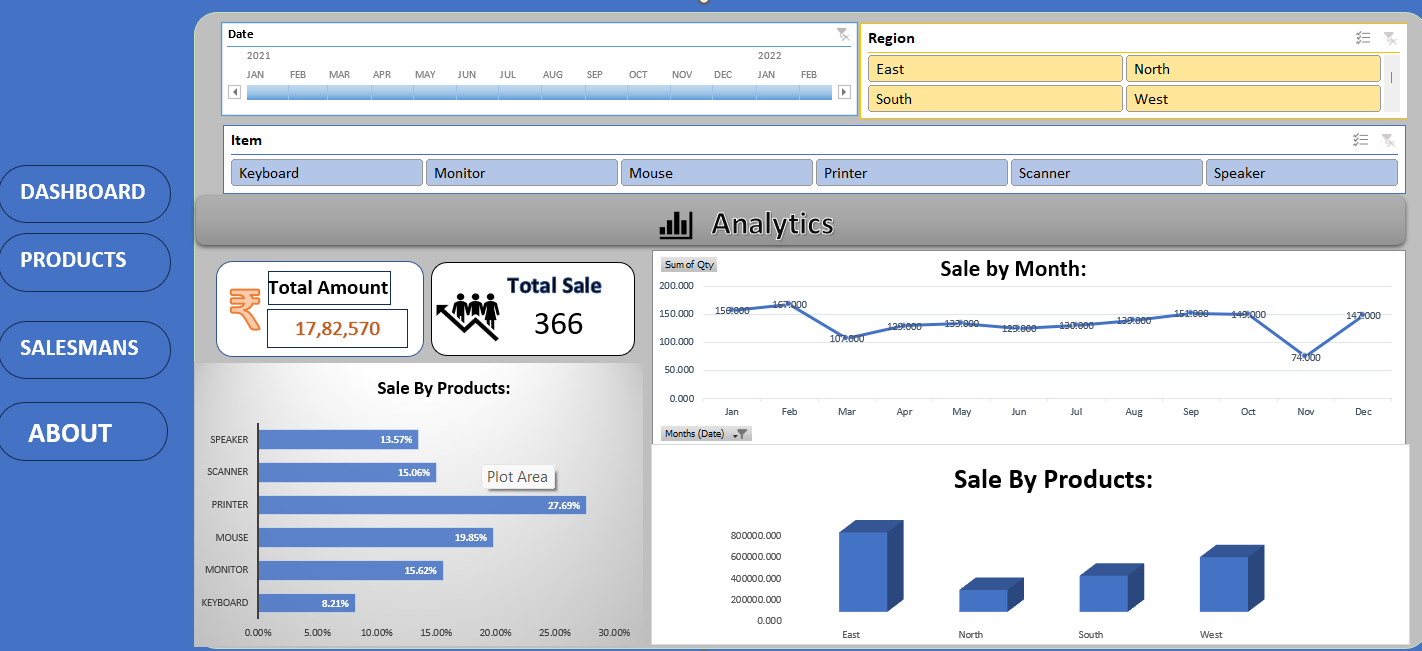 DASHBOARD
PRODUCTS
SALESMANS
ABOUT
Date
2021 2022
JAN FEB MAR APR MAY JUN JUL AUG SEP OCT NOV DEC JAN FEB
Region
East North
South West
Item
Keyboard Monitor Mouse Printer Scanner Speaker
Analytics
Total Amount
17,82,570
Total Sale
366
Sale By Products:
SPEAKER 13.57%
SCANNER 15.06%
Plot Area
PRINTER 27.69%
MOUSE 19.85%
MONITOR 15.62%
KEYBOARD 8.21%
0.00% 5.00% 10.00% 15.00% 20.00% 25.00% 30.00%
Sum of Qty
Sale by Month:
200.000
150.000
100.000
50.000
0.000
167.000 107.000 129.000 133.000 125.000 130.000 139.000 151.000 149.000 74.000 147.000
Jan Feb Mar Apr May Jun Jul Aug Sep Oct Nov Dec
Months (Date)
Sale By Products:
800000.000
600000.000
400000.000
200000.000
0.000
East North South West